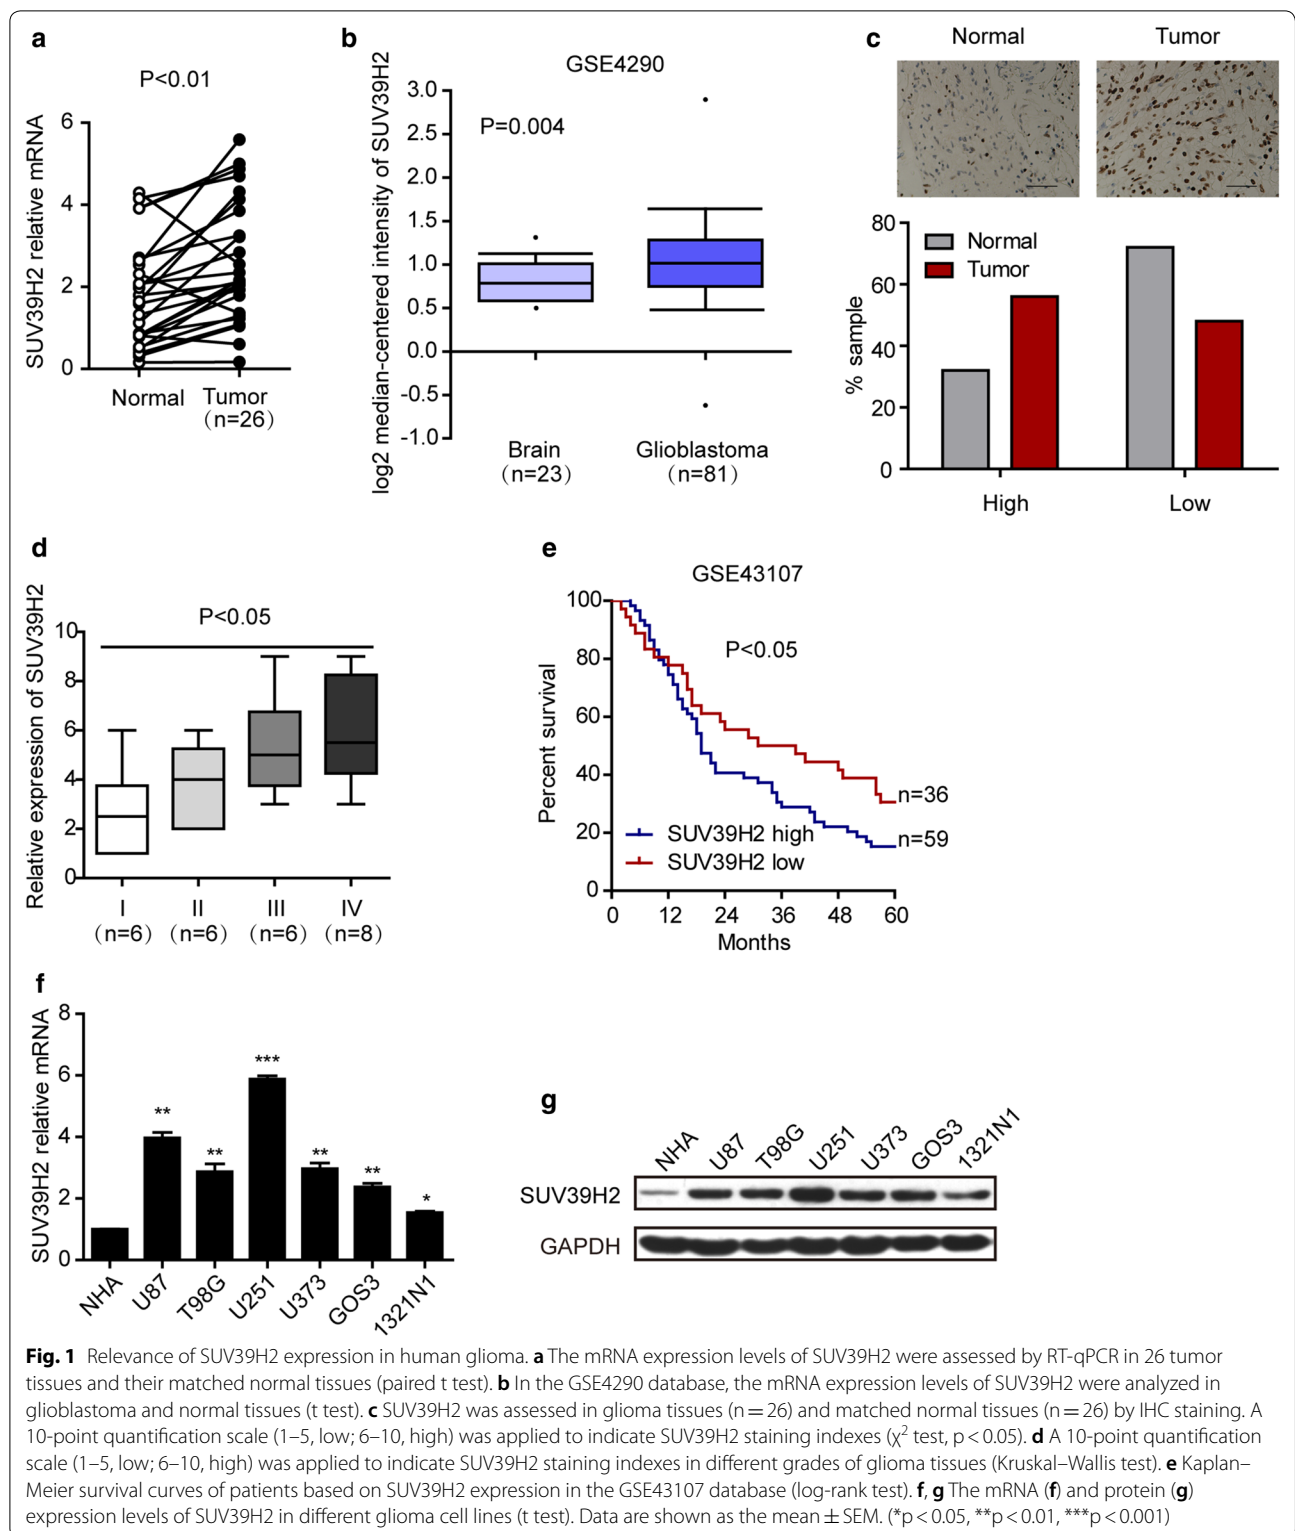 a
P<0.01
SUV39H2 relative mRNA
6
4
2
0
Normal
Tumor
(n=26)
b
GSE4290
P=0.004
log2 median-centered intensity of SUV39H2
3.0
2.5
2.0
1.5
1.0
0.5
0.0
-0.5
-1.0
Brain
(n=23)
Glioblastoma
(n=81)
c
Normal
Tumor
% sample
80
60
40
20
0
Normal
Tumor
High
Low
d
P<0.05
Relative expression of SUV39H2
10
8
6
4
2
0
I
(n=6)
II
(n=6)
III
(n=6)
IV
(n=8)
e
GSE43107
P<0.05
Percent survival
100
80
60
40
20
0
n=36
n=59
SUV39H2 high
SUV39H2 low
0 12 24 36 48 60
Months
f
SUV39H2 relative mRNA
8
6
4
2
0
**
**
***
**
**
*
NHA
U87
T98G
U251
U373
GOS3
1321N1
g
NHA
U87
T98G
U251
U373
GOS3
1321N1
SUV39H2
GAPDH
Fig. 1 Relevance of SUV39H2 expression in human glioma. a The mRNA expression levels of SUV39H2 were assessed by RT-qPCR in 26 tumor
tissues and their matched normal tissues (paired t test). b In the GSE4290 database, the mRNA expression levels of SUV39H2 were analyzed in
glioblastoma and normal tissues (t test). c SUV39H2 was assessed in glioma tissues (n = 26) and matched normal tissues (n = 26) by IHC staining. A
10-point quantification scale (1–5, low; 6–10, high) was applied to indicate SUV39H2 staining indexes (χ² test, p < 0.05). d A 10-point quantification
scale (1–5, low; 6–10, high) was applied to indicate SUV39H2 staining indexes in different grades of glioma tissues (Kruskal–Wallis test). e Kaplan–
Meier survival curves of patients based on SUV39H2 expression in the GSE43107 database (log-rank test). f, g The mRNA (f) and protein (g)
expression levels of SUV39H2 in different glioma cell lines (t test). Data are shown as the mean ± SEM. (*p < 0.05, **p < 0.01, ***p < 0.001)